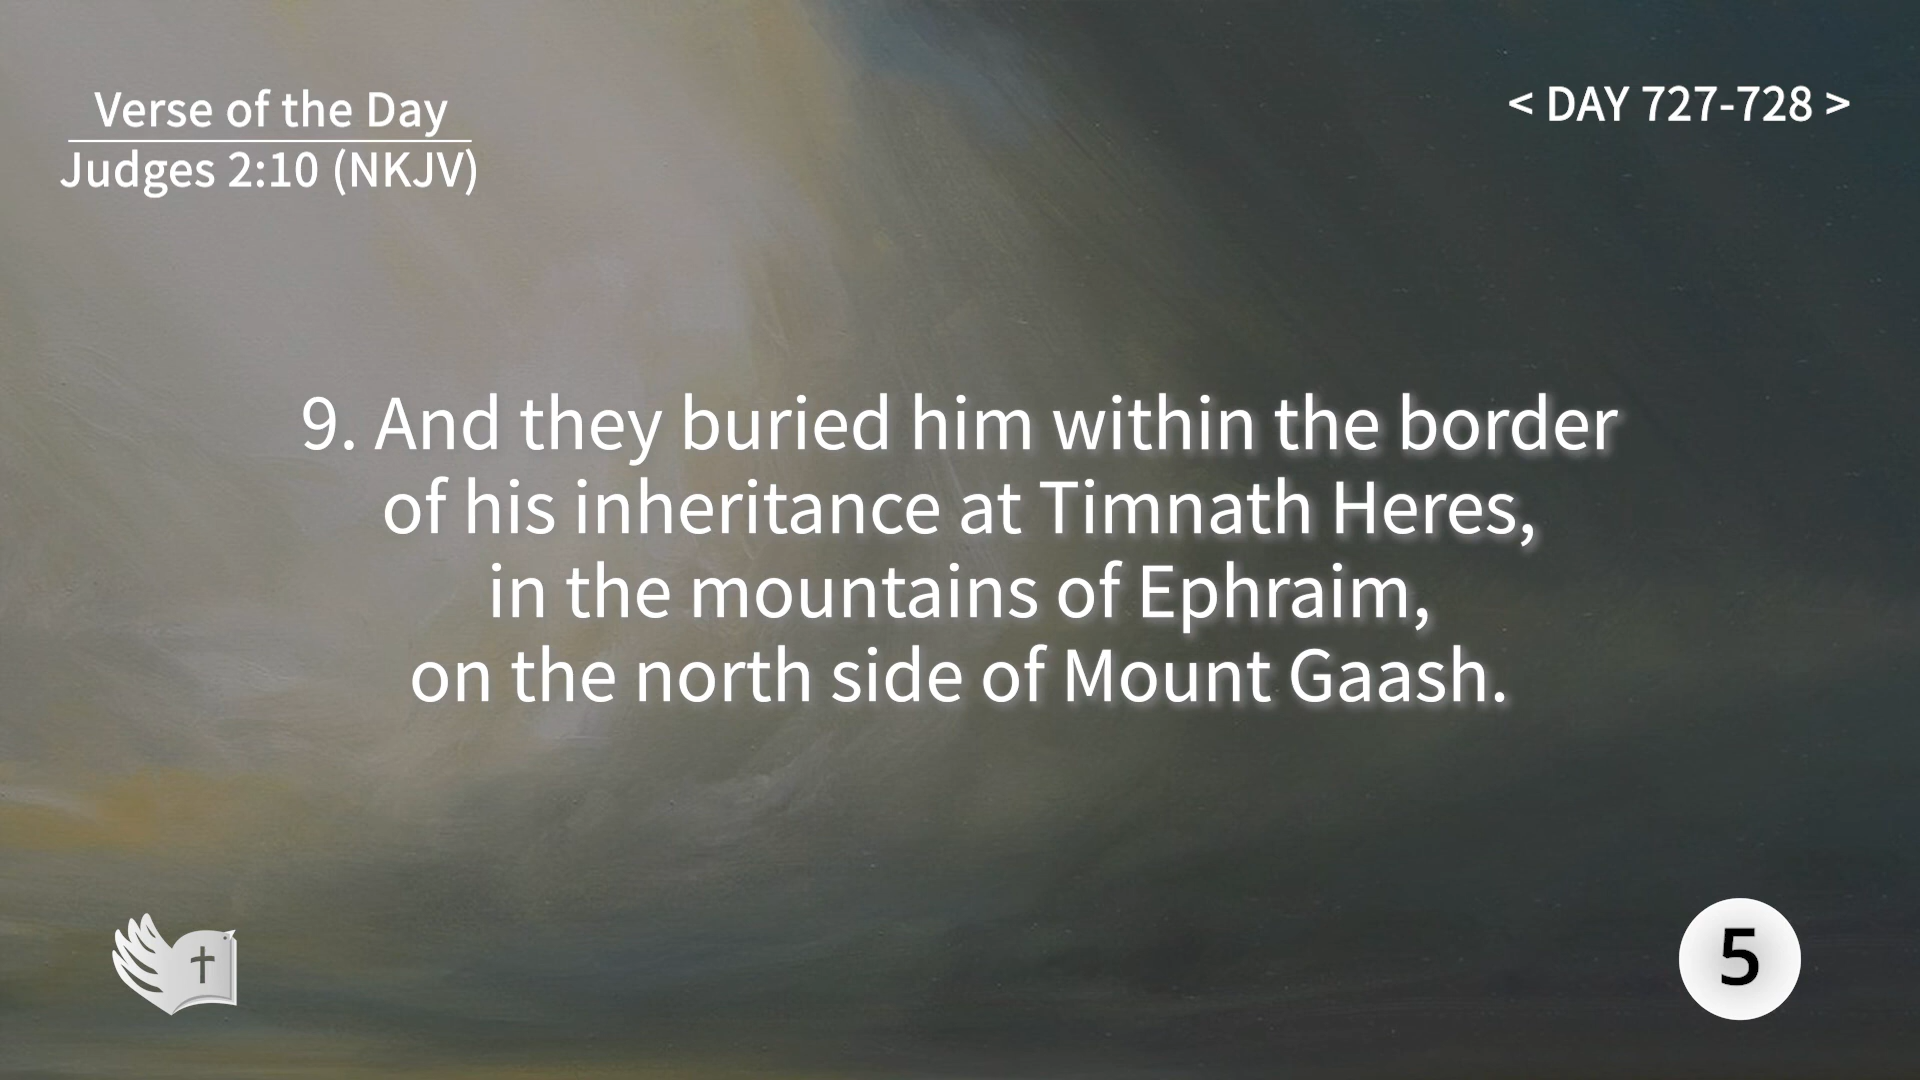 Verse of the Day
Judges 2:10 (NKJV)
< DAY 727-728 >
9. And they buried him within the border
of his inheritance at Timnath Heres,
in the mountains of Ephraim,
on the north side of Mount Gaash.
5